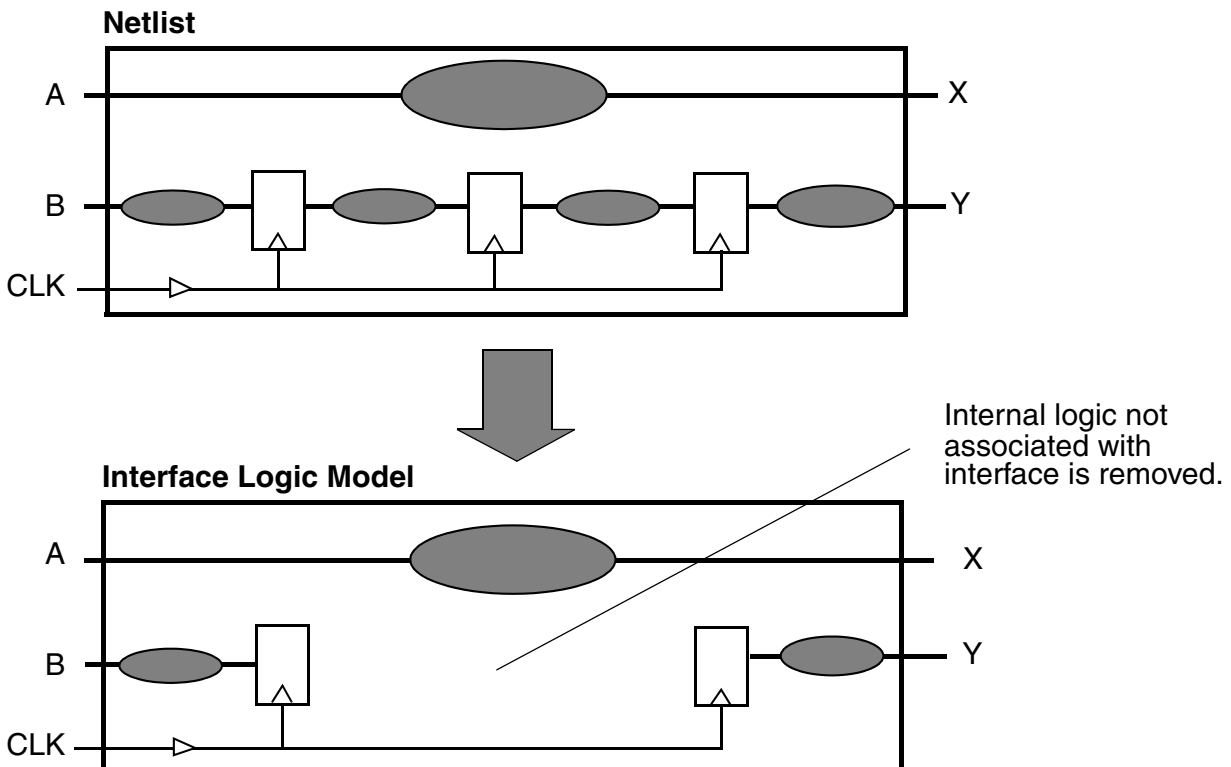 Netlist
A
X
B
Y
CLK
Internal logic not
associated with
interface is removed.
Interface Logic Model
A
X
B
Y
CLK